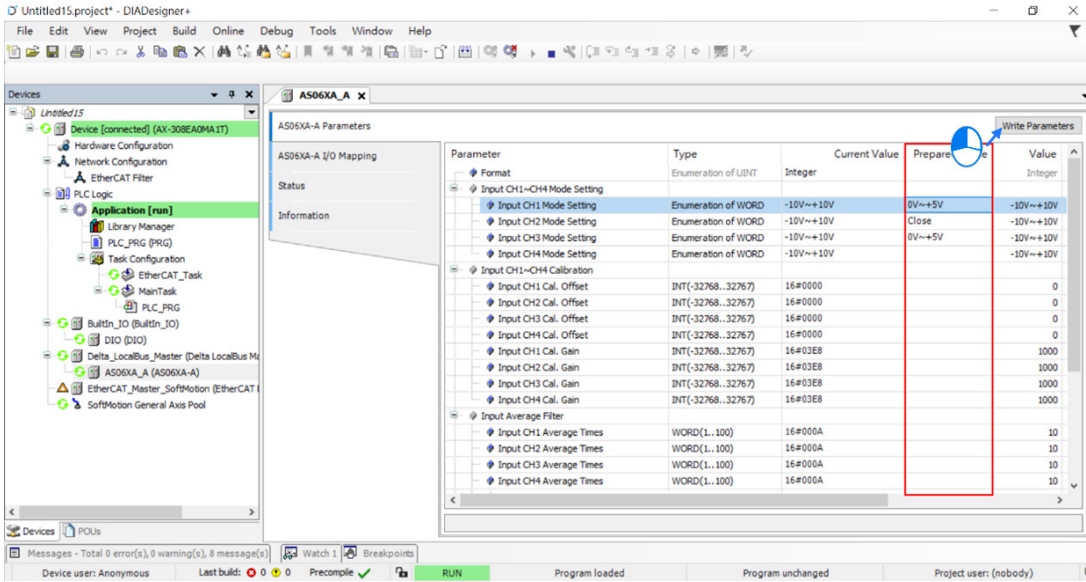 Untitled15.project* - DIADesigner+
File Edit View Project Build Online Debug Tools Window Help
Devices
AS06XA_A
Untitled15
Device [connected] (AX-308EA0MA1T)
Hardware Configuration
Network Configuration
EtherCAT Filter
PLC Logic
Application [run]
Library Manager
PLC_PRG (PRG)
Task Configuration
EtherCAT_Task
MainTask
PLC_PRG
BuiltIn_IO (BuiltIn_IO)
DIO (DIO)
Delta_LocalBus_Master (Delta LocalBus Ma
AS06XA_A (AS06XA-A)
EtherCAT_Master_SoftMotion (EtherCAT
SoftMotion General Axis Pool
Devices POUs
AS06XA-A Parameters
AS06XA-A I/O Mapping
Status
Information
Write Parameters
Parameter Type Current Value Prepare Value
Format Enumeration of UINT Integer Integer
Input CH1~CH4 Mode Setting
Input CH1 Mode Setting Enumeration of WORD -10V~+10V 0V~+5V -10V~+10V
Input CH2 Mode Setting Enumeration of WORD -10V~+10V Close -10V~+10V
Input CH3 Mode Setting Enumeration of WORD -10V~+10V 0V~+5V -10V~+10V
Input CH4 Mode Setting Enumeration of WORD -10V~+10V -10V~+10V
Input CH1~CH4 Calibration
Input CH1 Cal. Offset INT(-32768..32767) 16#0000 0
Input CH2 Cal. Offset INT(-32768..32767) 16#0000 0
Input CH3 Cal. Offset INT(-32768..32767) 16#0000 0
Input CH4 Cal. Offset INT(-32768..32767) 16#0000 0
Input CH1 Cal. Gain INT(-32768..32767) 16#03E8 1000
Input CH2 Cal. Gain INT(-32768..32767) 16#03E8 1000
Input CH3 Cal. Gain INT(-32768..32767) 16#03E8 1000
Input CH4 Cal. Gain INT(-32768..32767) 16#03E8 1000
Input Average Filter
Input CH1 Average Times WORD(1..100) 16#000A 10
Input CH2 Average Times WORD(1..100) 16#000A 10
Input CH3 Average Times WORD(1..100) 16#000A 10
Input CH4 Average Times WORD(1..100) 16#000A 10
Messages - Total 0 error(s), 0 warning(s), 8 message(s) Watch 1 Breakpoints
Device user: Anonymous Last build: 0 0 Precompile RUN Program loaded Program unchanged Project user: (nobody)